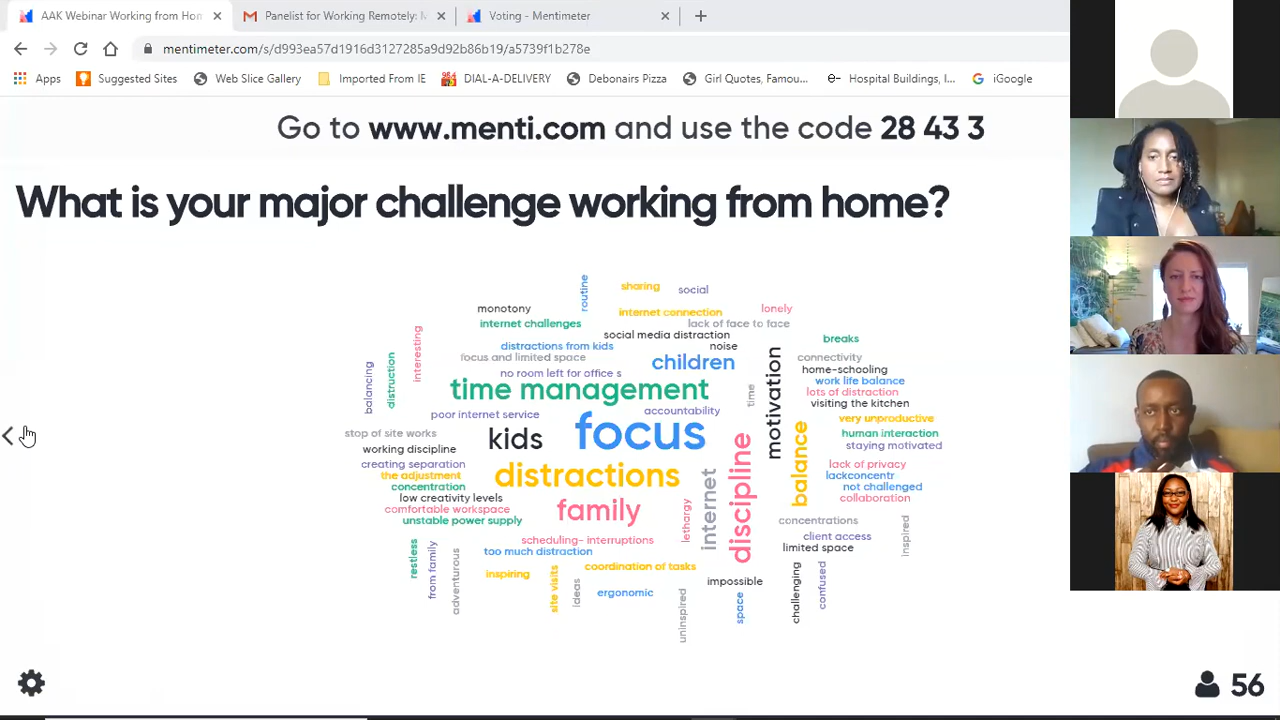 AAK Webinar Working from Hom
Panelist for Working Remotely: M
Voting - Mentimeter
mentimeter.com/s/d993ea57d1916d3127285a9d92b86b19/a5739f1b278e
Apps
Suggested Sites
Web Slice Gallery
Imported From IE
DIAL-A-DELIVERY
Debonairs Pizza
Girl Quotes, Famou...
Hospital Buildings, I...
iGoogle
Go to www.menti.com and use the code 28 43 3
What is your major challenge working from home?
routine
sharing
social
monotony
internet connection
lonely
internet challenges
lack of face to face
social media distraction
interesting
distractions from kids
noise
breaks
balancing
distruction
focus and limited space
children
motivation
connectivity
no room left for office s
home-schooling
time management
time
work life balance
lots of distraction
poor internet service
accountability
visiting the kitchen
very unproductive
stop of site works
kids
focus
discipline
balance
human interaction
working discipline
staying motivated
creating separation
distractions
internet
lack of privacy
the adjustment
lackconcentr
concentration
not challenged
low creativity levels
family
lethargy
collaboration
comfortable workspace
unstable power supply
concentrations
inspired
restless
from family
adventurous
scheduling- interruptions
client access
too much distraction
limited space
inspiring
site visits
ideas
coordination of tasks
impossible
challenging
confused
ergonomic
uninspired
space
56